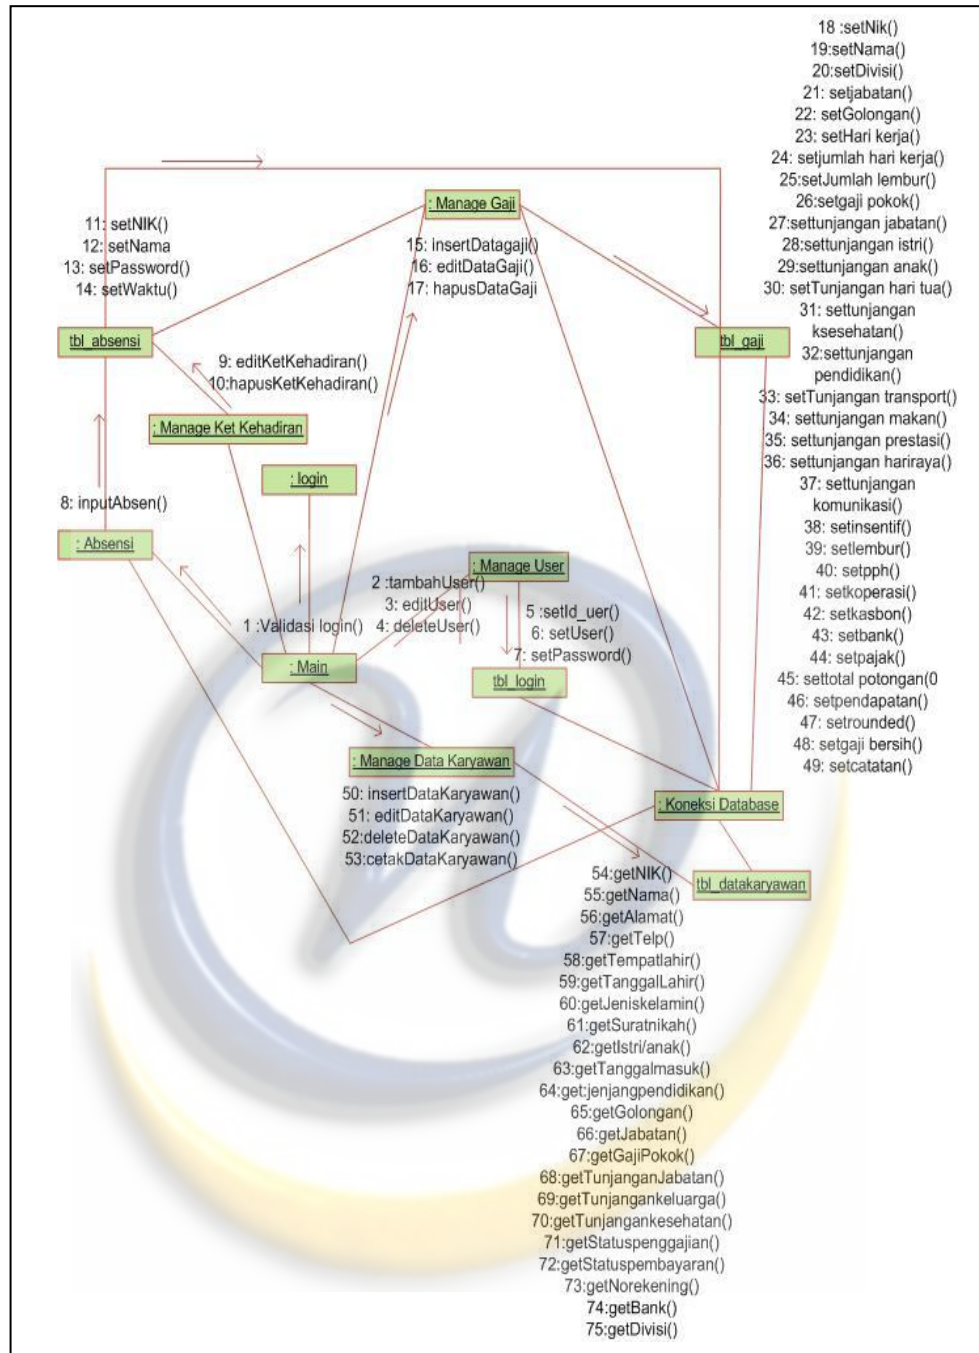 18 :setNik()
19:setNama()
20:setDivisi()
21: setjabatan()
22: setGolongan()
23: setHari kerja()
24: setjumlah hari kerja()
25:setJumlah lembur()
26:setgaji pokok()
27:settunjangan jabatan()
28:settunjangan istri()
29:settunjangan anak()
30: setTunjangan hari tua()
31: settunjangan
ksesehatan()
32:settunjangan
pendidikan()
33: setTunjangan transport()
34: settunjangan makan()
35: settunjangan prestasi()
36: settunjangan hariraya()
37: settunjangan
komunikasi()
38: setinsentif()
39: setlembur()
40: setpph()
41: setkoperasi()
42: setkasbon()
43: setbank()
44: setpajak()
45: settotal potongan(0
46: setpendapatan()
47: setrounded()
48: setgaji bersih()
49: setcatatan()
: Manage Gaji
11: setNIK()
12: setNama
13: setPassword()
14: setWaktu()
15: insertDatagaji()
16: editDataGaji()
17: hapusDataGaji
tbl_absensi
tbl_gaji
9: editKetKehadiran()
10:hapusKetKehadiran()
: Manage Ket Kehadiran
: login
8: inputAbsen()
: Absensi
: Manage User
2 :tambahUser()
3: editUser()
4: deleteUser()
1 :Validasi login()
5 :setId_uer()
6: setUser()
7: setPassword()
: Main
tbl_login
: Manage Data Karyawan
50: insertDataKaryawan()
51: editDataKaryawan()
52:deleteDataKaryawan()
53:cetakDataKaryawan()
: Koneksi Database
tbl_datakaryawan
54:getNIK()
55:getNama()
56:getAlamat()
57:getTelp()
58:getTempatlahir()
59:getTanggalLahir()
60:getJeniskelamin()
61:getSuratnikah()
62:getIstri/anak()
63:getTanggalmasuk()
64:get:jenjangpendidikan()
65:getGolongan()
66:getJabatan()
67:getGajiPokok()
68:getTunjanganJabatan()
69:getTunjangankeluarga()
70:getTunjangankesehatan()
71:getStatuspenggajian()
72:getStatuspembayaran()
73:getNorekening()
74:getBank()
75:getDivisi()